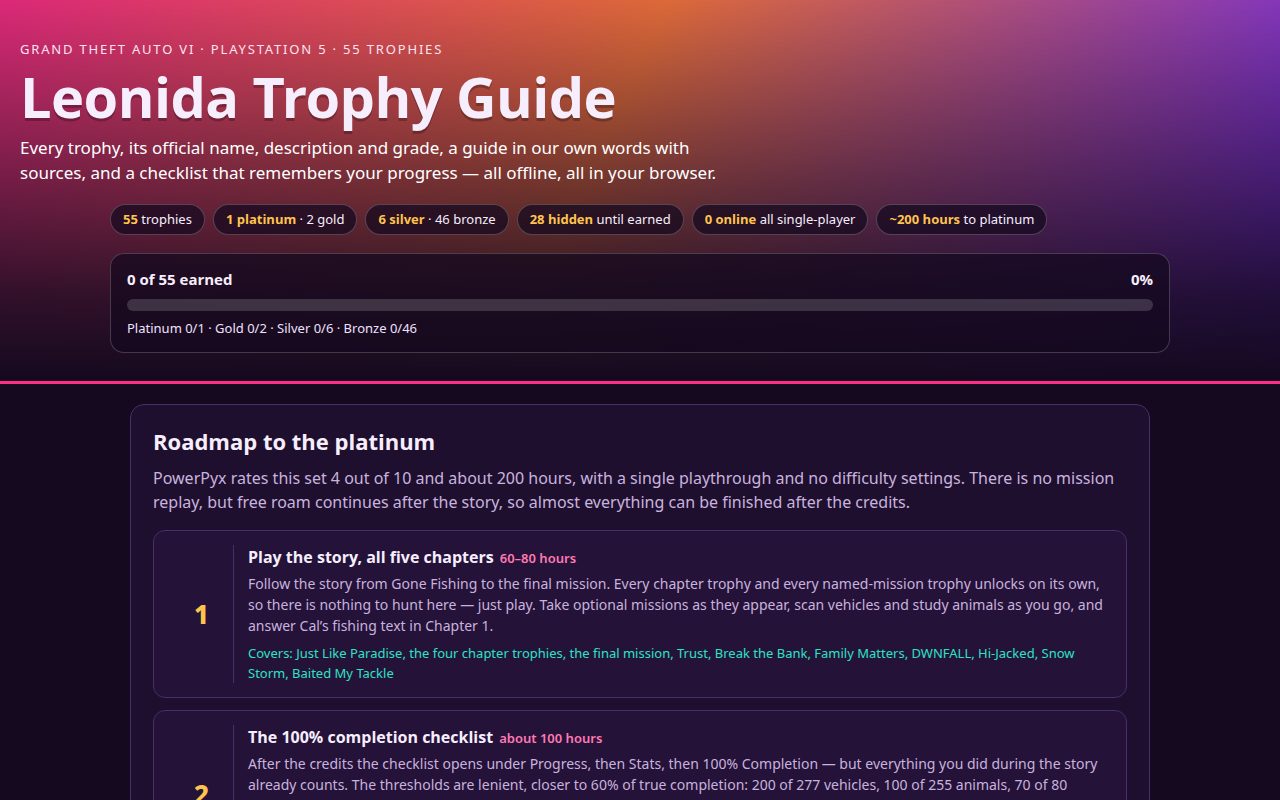 GRAND THEFT AUTO VI · PLAYSTATION 5 · 55 TROPHIES
Leonida Trophy Guide
Every trophy, its official name, description and grade, a guide in our own words with
sources, and a checklist that remembers your progress — all offline, all in your browser.
55 trophies
1 platinum · 2 gold
6 silver · 46 bronze
28 hidden until earned
0 online all single-player
~200 hours to platinum
0 of 55 earned
0%
Platinum 0/1 · Gold 0/2 · Silver 0/6 · Bronze 0/46
Roadmap to the platinum
PowerPyx rates this set 4 out of 10 and about 200 hours, with a single playthrough and no difficulty settings. There is no mission
replay, but free roam continues after the story, so almost everything can be finished after the credits.
1
Play the story, all five chapters 60–80 hours
Follow the story from Gone Fishing to the final mission. Every chapter trophy and every named-mission trophy unlocks on its own,
so there is nothing to hunt here — just play. Take optional missions as they appear, scan vehicles and study animals as you go, and
answer Cal’s fishing text in Chapter 1.
Covers: Just Like Paradise, the four chapter trophies, the final mission, Trust, Break the Bank, Family Matters, DWNFALL, Hi-Jacked, Snow
Storm, Baited My Tackle
2
The 100% completion checklist about 100 hours
After the credits the checklist opens under Progress, then Stats, then 100% Completion — but everything you did during the story
already counts. The thresholds are lenient, closer to 60% of true completion: 200 of 277 vehicles, 100 of 255 animals, 70 of 80